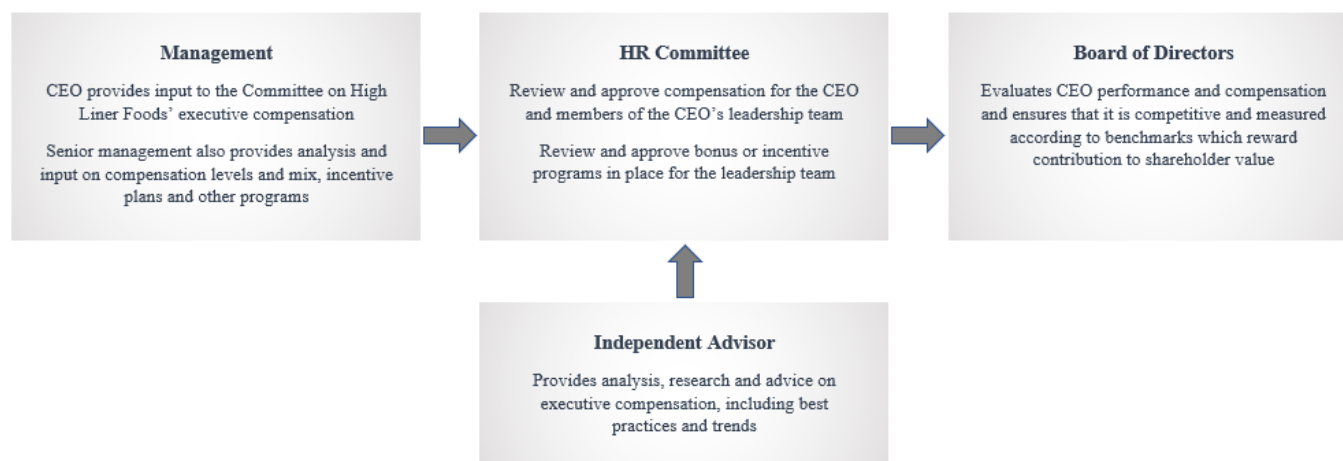 Management
CEO provides input to the Committee on High
Liner Foods’ executive compensation
Senior management also provides analysis and
input on compensation levels and mix, incentive
plans and other programs
HR Committee
Review and approve compensation for the CEO
and members of the CEO’s leadership team
Review and approve bonus or incentive
programs in place for the leadership team
Board of Directors
Evaluates CEO performance and compensation
and ensures that it is competitive and measured
according to benchmarks which reward
contribution to shareholder value
Independent Advisor
Provides analysis, research and advice on
executive compensation, including best
practices and trends